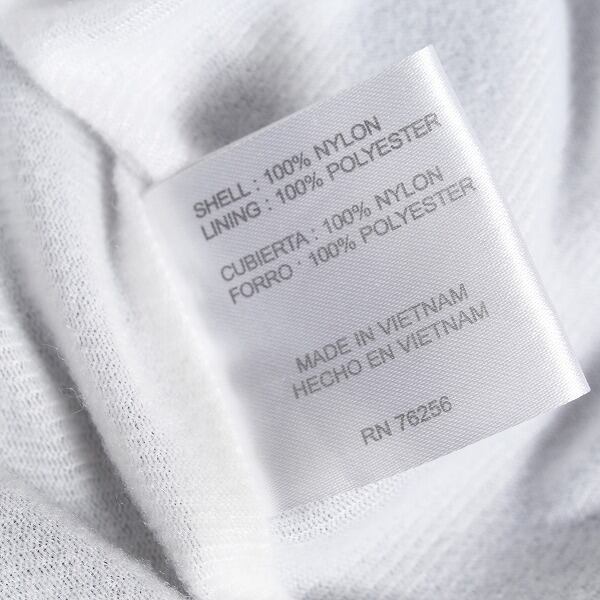 SHELL : 100% NYLON
LINING : 100% POLYESTER
CUBIERTA : 100% NYLON
FORRO : 100% POLYESTER
MADE IN VIETNAM
HECHO EN VIETNAM
RN 76256